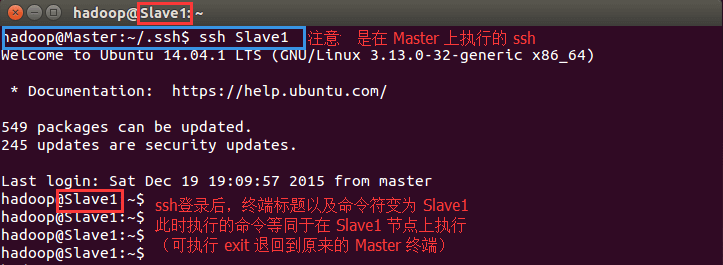 hadoop@Slave1: ~
hadoop@Master:~/.ssh$ ssh Slave1 注意 是在 Master 上执行的 ssh
Welcome to Ubuntu 14.04.1 LTS (GNU/Linux 3.13.0-32-generic x86_64)
* Documentation: https://help.ubuntu.com/
549 packages can be updated.
245 updates are security updates.
Last login: Sat Dec 19 19:09:57 2015 from master
hadoop@Slave1:~$ ssh登录后，终端标题以及命令符变为 Slave1
hadoop@Slave1:~$ 此时执行的命令等同于在 Slave1 节点上执行
hadoop@Slave1:~$ （可执行 exit 退回到原来的 Master 终端）
hadoop@Slave1:~$